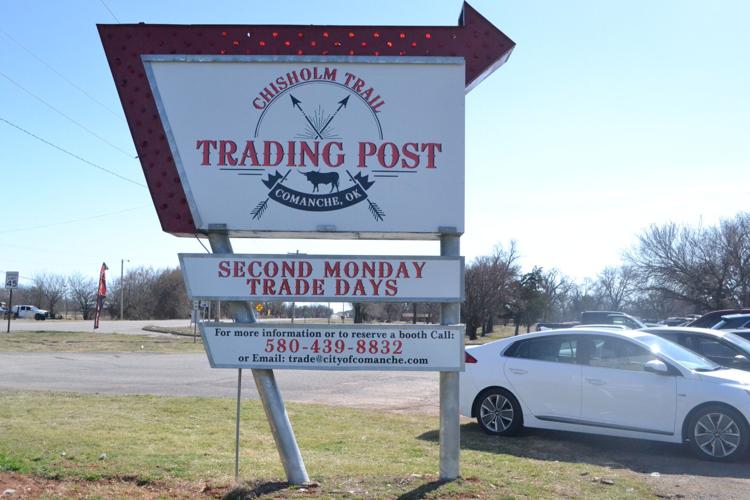 CHISHOLM TRAIL
TRADING POST
COMANCHE, OK
SECOND MONDAY
TRADE DAYS
For more information or to reserve a booth Call:
580-439-8832
or Email: trade@cityofcomanche.com
45